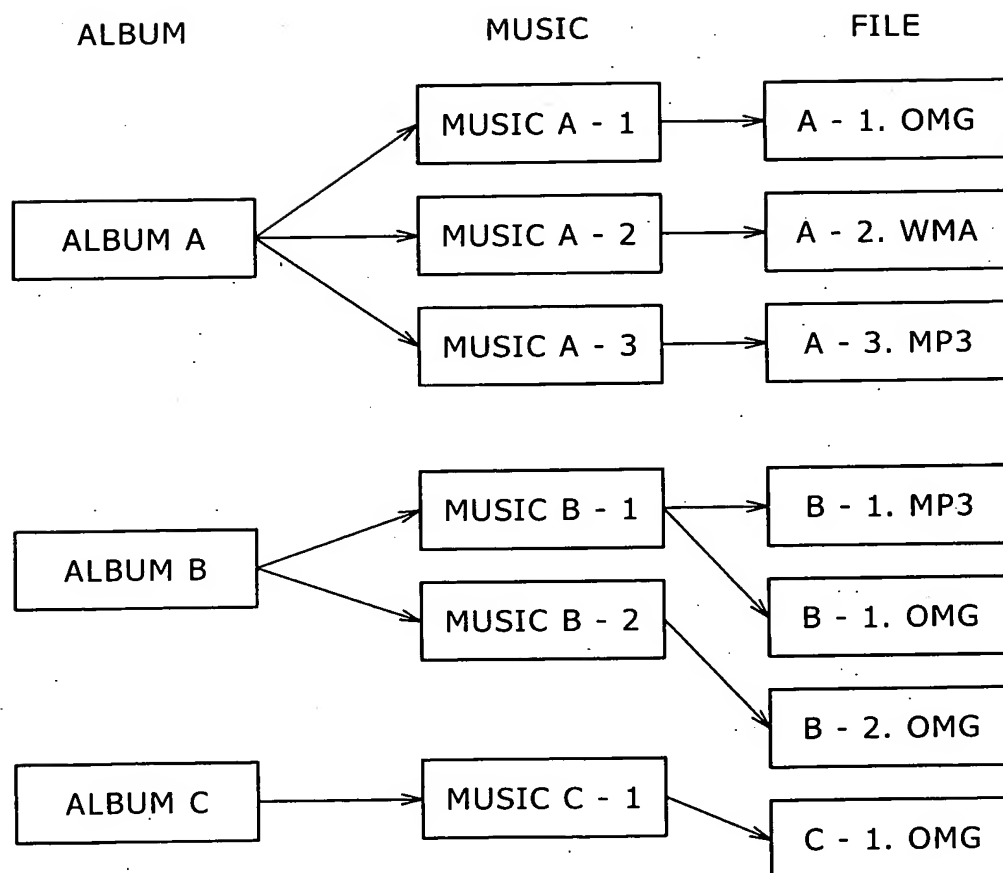 ALBUM MUSIC FILE
MUSIC A - 1 A - 1. OMG
ALBUM A MUSIC A - 2 A - 2. WMA
MUSIC A - 3 A - 3. MP3
MUSIC B - 1 B - 1. MP3
ALBUM B
MUSIC B - 2 B - 1. OMG
B - 2. OMG
ALBUM C MUSIC C - 1
C - 1. OMG